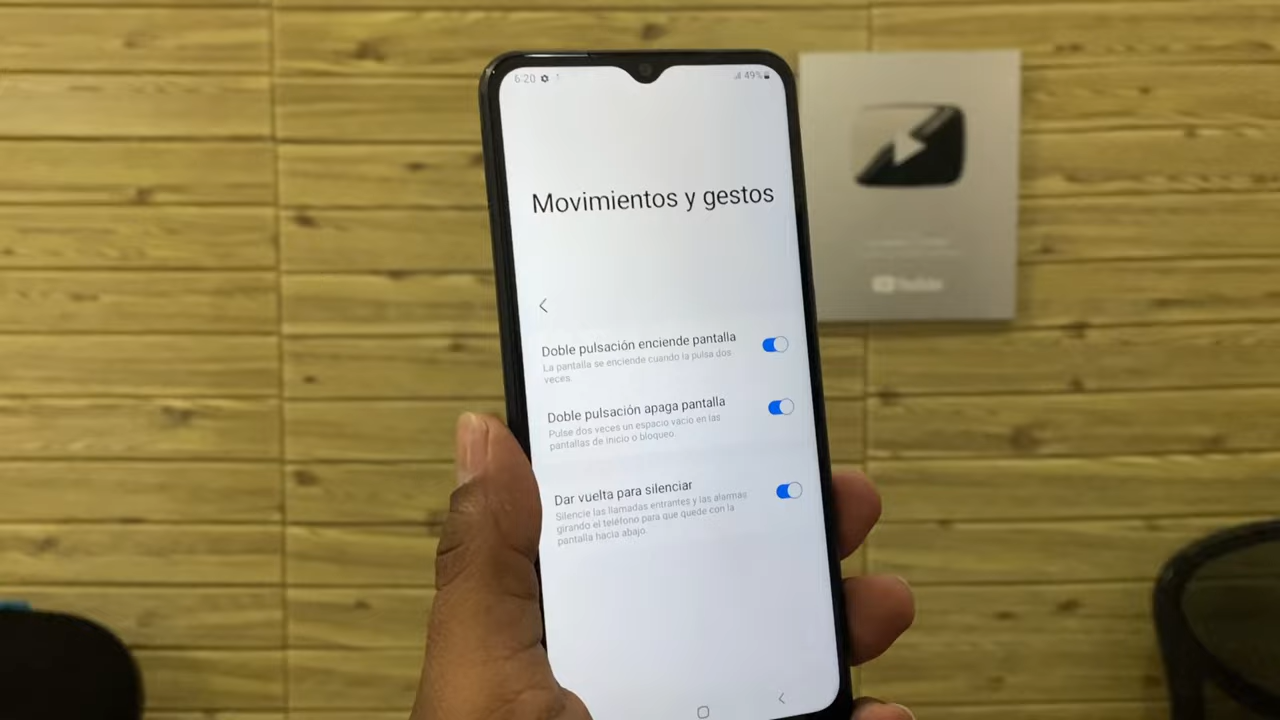 6:20
49%
Movimientos y gestos
Doble pulsación enciende pantalla
La pantalla se enciende cuando la pulsa dos
veces.
Doble pulsación apaga pantalla
Pulse dos veces un espacio vacío en las
pantallas de inicio o bloqueo.
Dar vuelta para silenciar
Silencie las llamadas entrantes y las alarmas
girando el teléfono para que quede con la
pantalla hacia abajo.